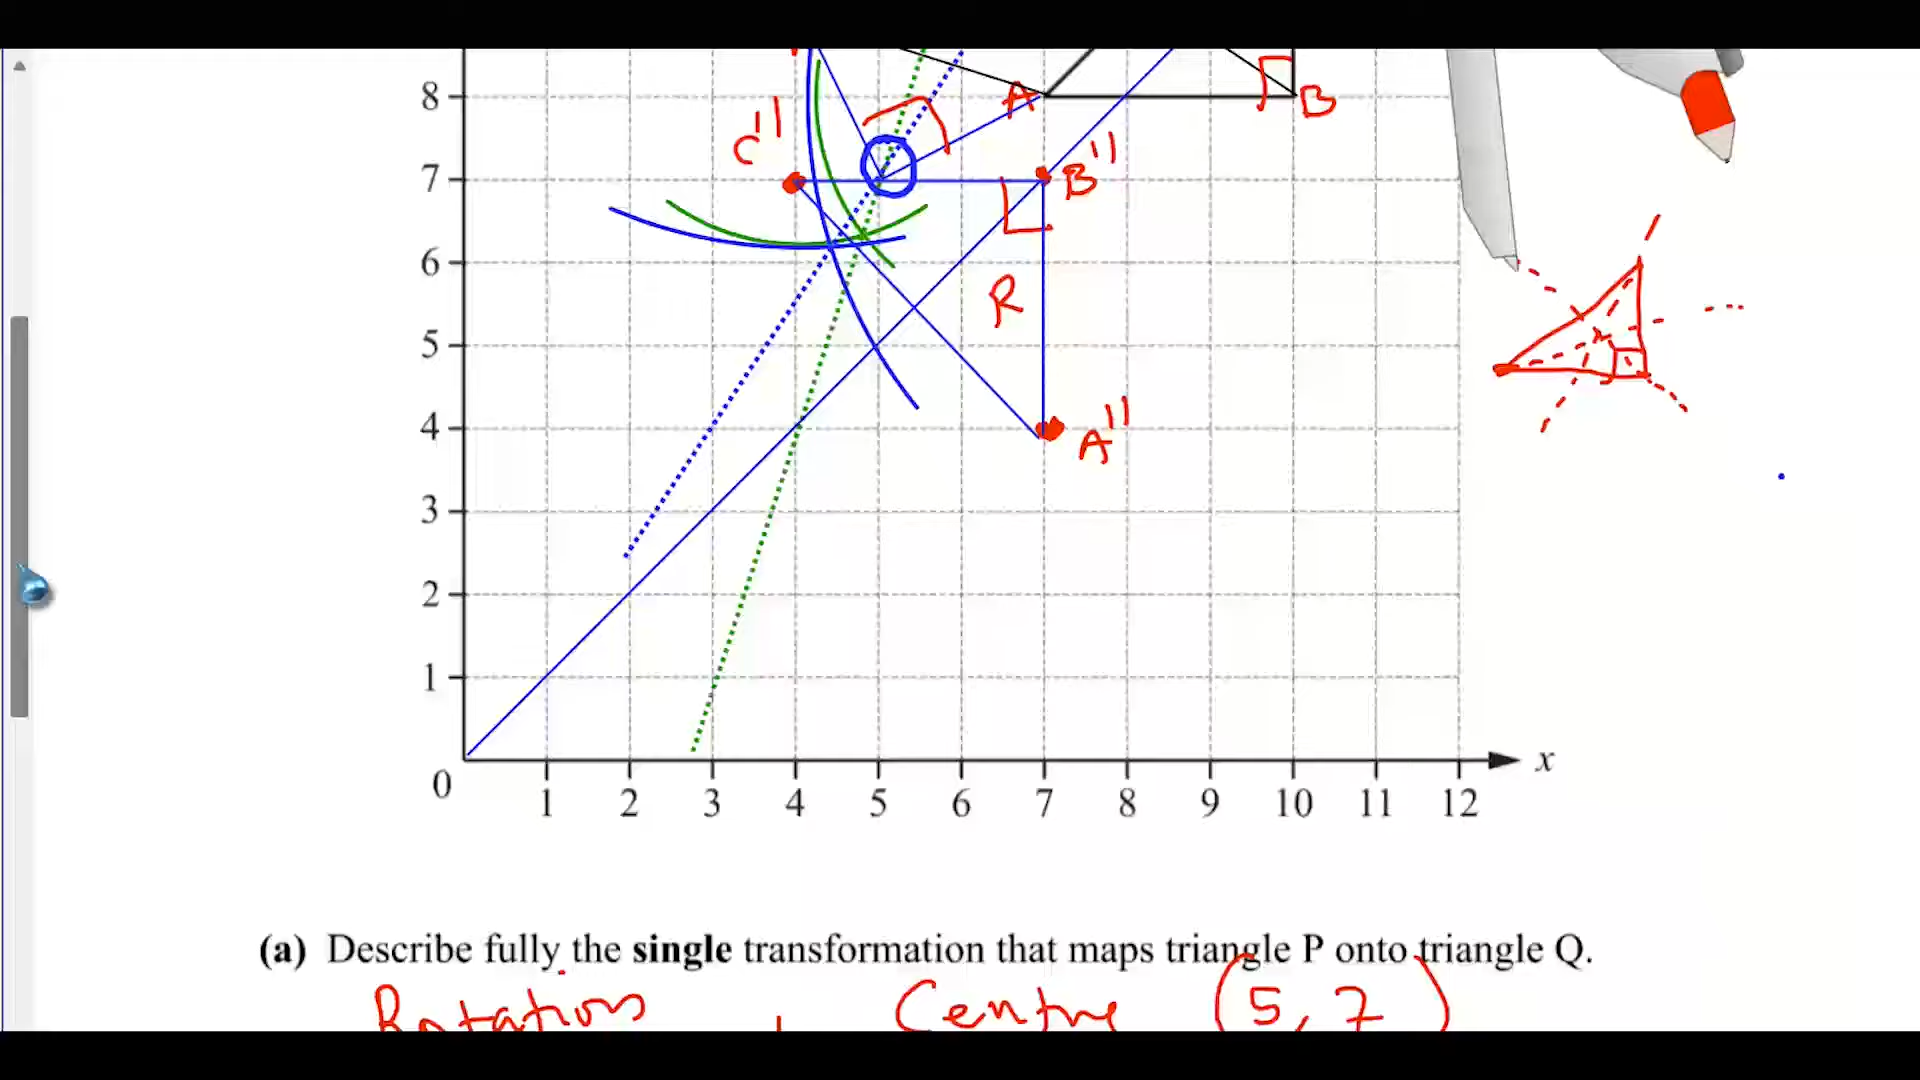 8 A B
C'' 7 B''
6
R
5
4 A''
3
2
1
0 1 2 3 4 5 6 7 8 9 10 11 12 x
(a) Describe fully the single transformation that maps triangle P onto triangle Q.
Rotation, Centre (5, 7)